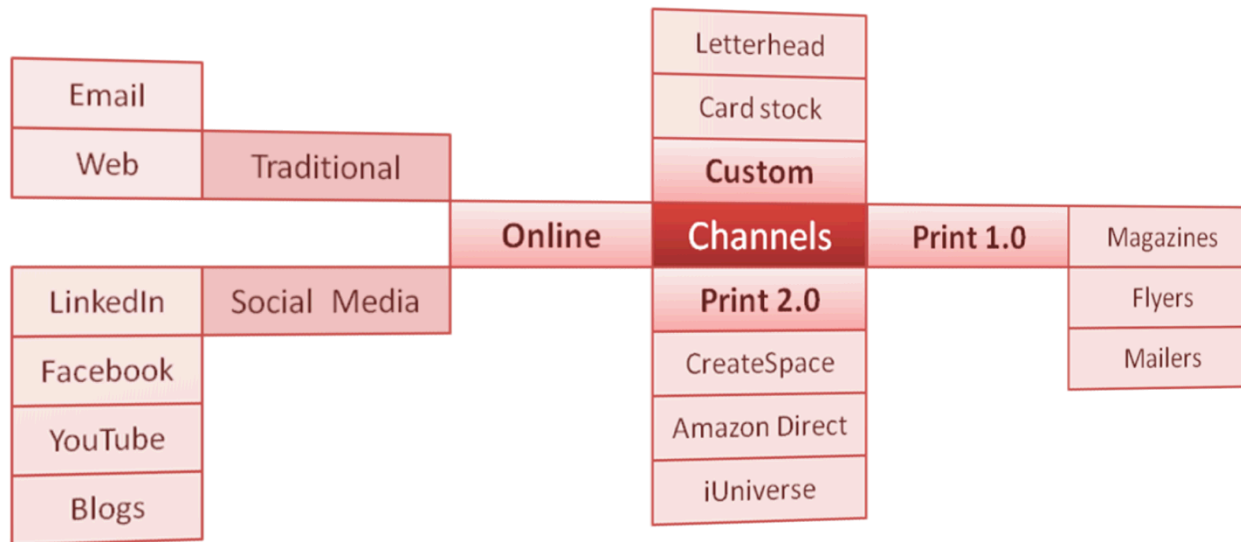 Letterhead
Card stock
Custom
Channels
Print 2.0
CreateSpace
Amazon Direct
iUniverse
Online
Traditional
Email
Web
Social Media
LinkedIn
Facebook
YouTube
Blogs
Print 1.0
Magazines
Flyers
Mailers